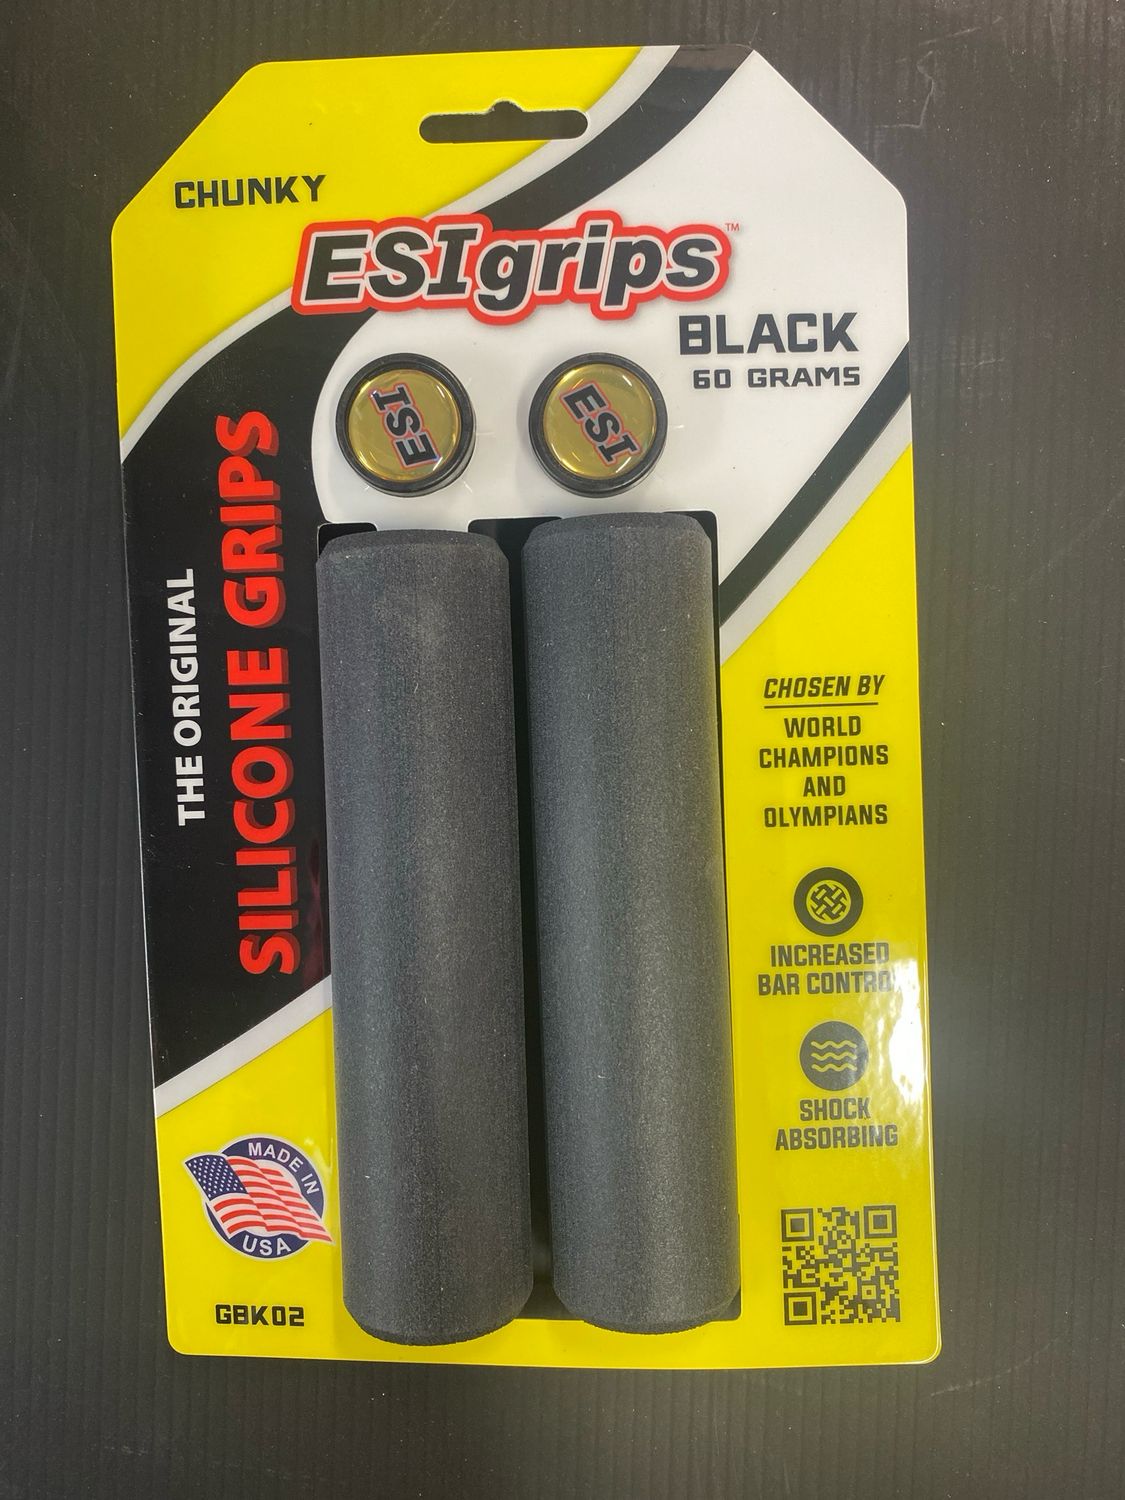 CHUNKY
ESIgrips™
BLACK
60 GRAMS
ESI
ESI
THE ORIGINAL
SILICONE GRIPS
CHOSEN BY
WORLD
CHAMPIONS
AND
OLYMPIANS
INCREASED
BAR CONTROL
SHOCK
ABSORBING
MADE IN
USA
GBK02